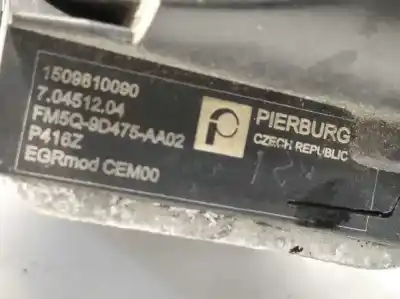 1509810090
7.04512.04
FM5Q-9D475-AA02
P416Z
EGRmod CEM00
PIERBURG
CZECH REPUBLIC